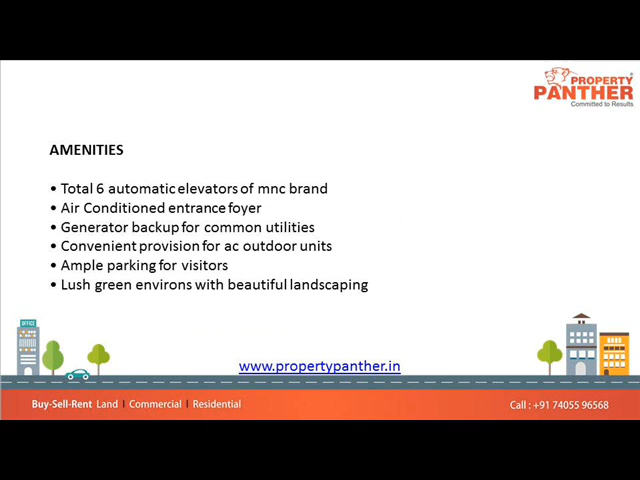 PROPERTY
PANTHER
Committed to Results
AMENITIES
• Total 6 automatic elevators of mnc brand
• Air Conditioned entrance foyer
• Generator backup for common utilities
• Convenient provision for ac outdoor units
• Ample parking for visitors
• Lush green environs with beautiful landscaping
OFFICE
www.propertypanther.in
Buy-Sell-Rent Land | Commercial | Residential
Call : +91 74055 96568